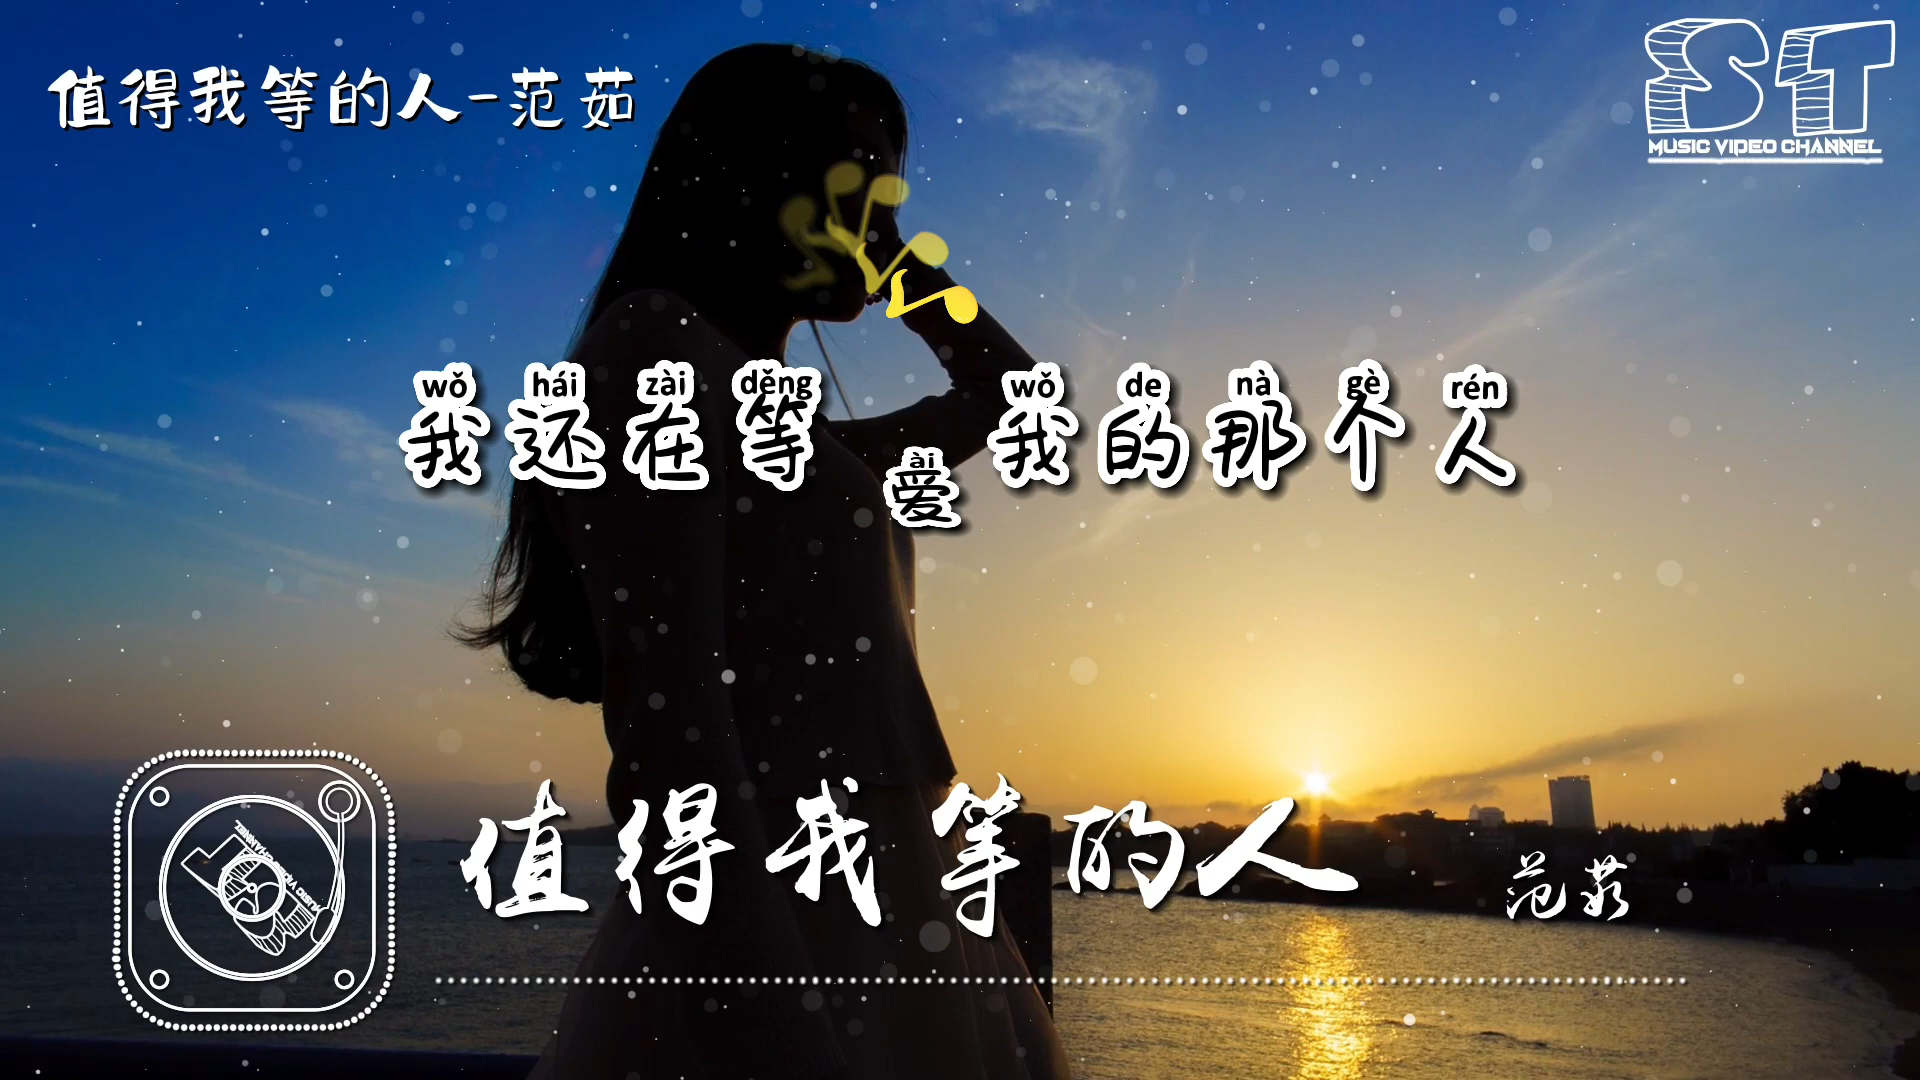 值得我等的人-范茹
ST
MUSIC VIDEO CHANNEL
wǒ hái zài děng ài wǒ de nà gè rén
我还在等爱我的那个人
值得我等的人 范茹